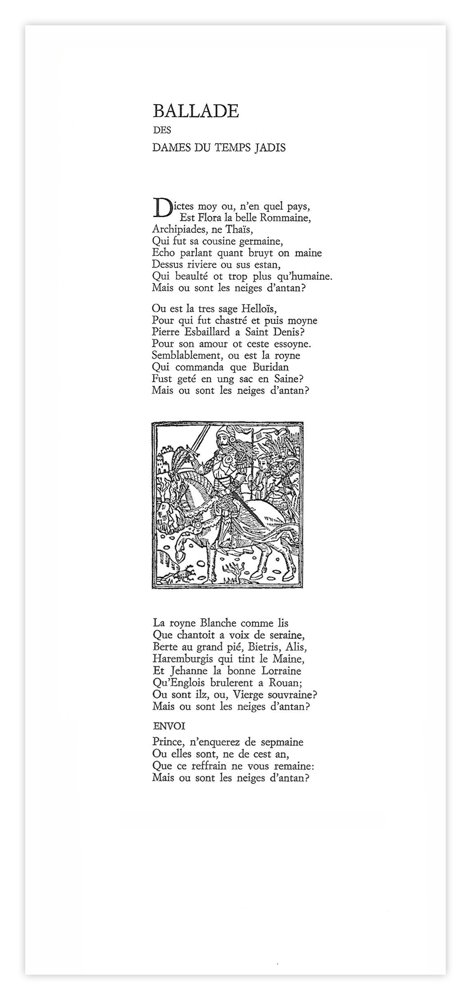 BALLADE
DES
DAMES DU TEMPS JADIS
Dictes moy ou, n'en quel pays,
Est Flora la belle Rommaine,
Archipiades, ne Thaïs,
Qui fut sa cousine germaine,
Echo parlant quant bruyt on maine
Dessus riviere ou sus estan,
Qui beaulté ot trop plus qu'humaine.
Mais ou sont les neiges d'antan?
Ou est la tres sage Helloïs,
Pour qui fut chastré et puis moyne
Pierre Esbaillard a Saint Denis?
Pour son amour ot ceste essoyne.
Semblablement, ou est la royne
Qui commanda que Buridan
Fust geté en ung sac en Saine?
Mais ou sont les neiges d'antan?
La royne Blanche comme lis
Que chantoit a voix de seraine,
Berte au grand pié, Bietris, Alis,
Haremburgis qui tint le Maine,
Et Jehanne la bonne Lorraine
Qu'Englois brulerent a Rouan;
Ou sont ilz, ou, Vierge souvraine?
Mais ou sont les neiges d'antan?
ENVOI
Prince, n'enquerez de sepmaine
Ou elles sont, ne de cest an,
Que ce reffrain ne vous remaine:
Mais ou sont les neiges d'antan?